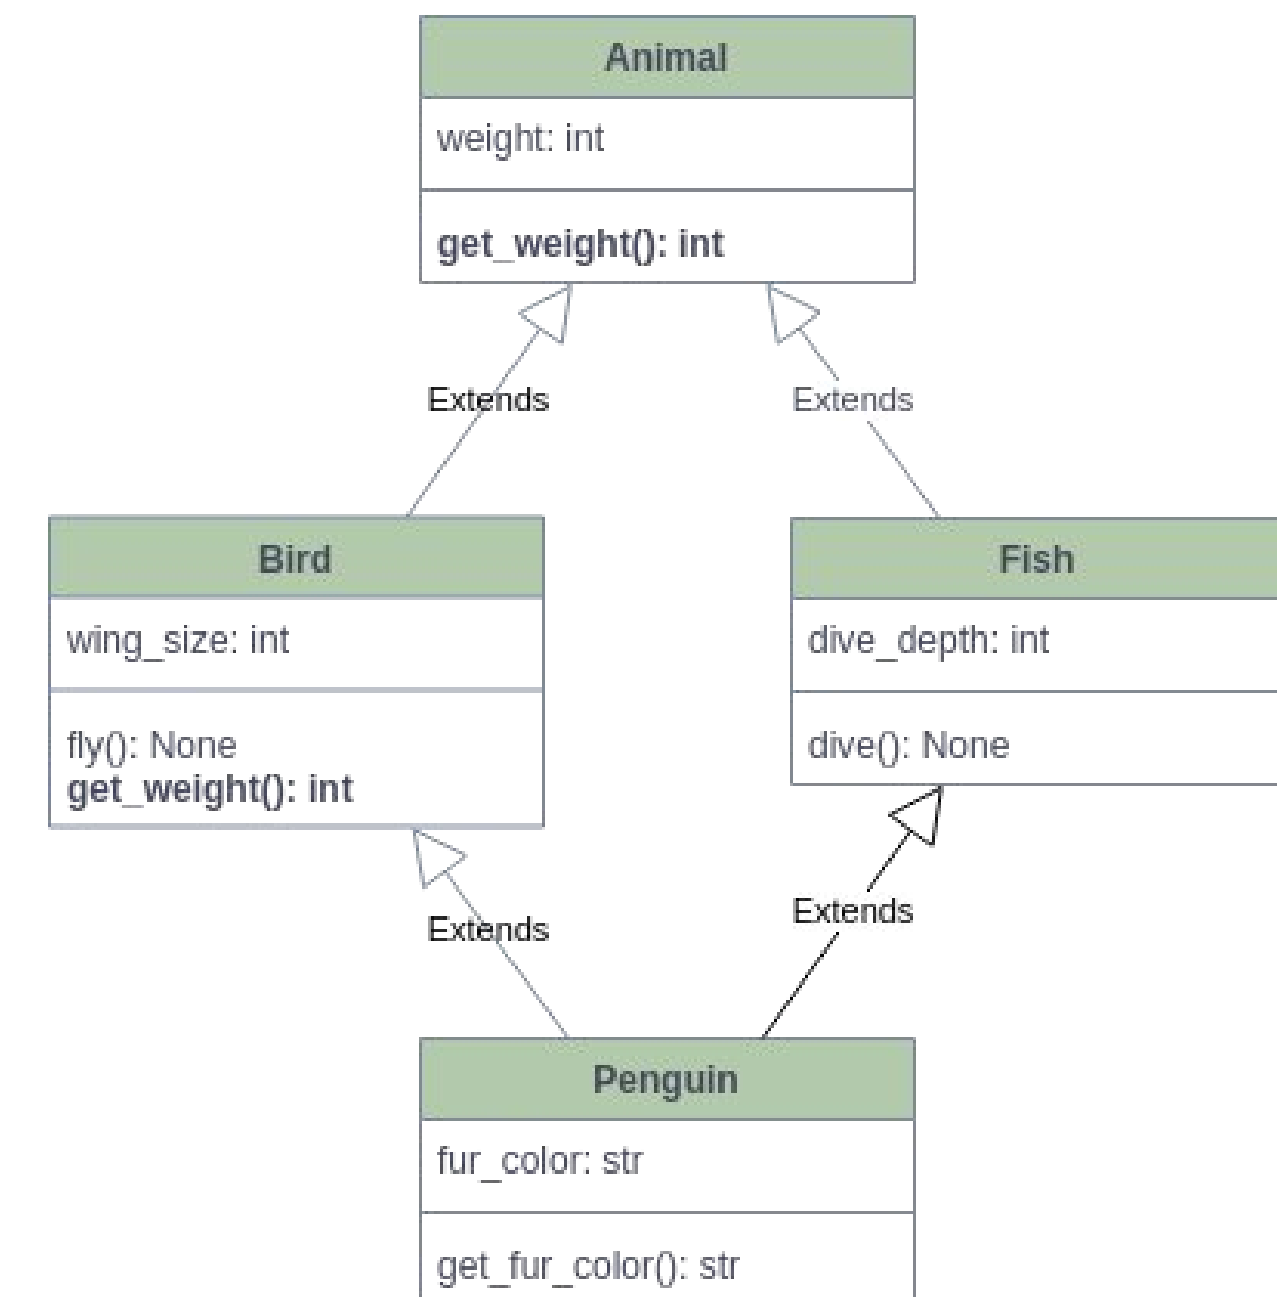 Animal
weight: int
get_weight(): int
Extends
Extends
Bird
wing_size: int
fly(): None
get_weight(): int
Fish
dive_depth: int
dive(): None
Extends
Extends
Penguin
fur_color: str
get_fur_color(): str